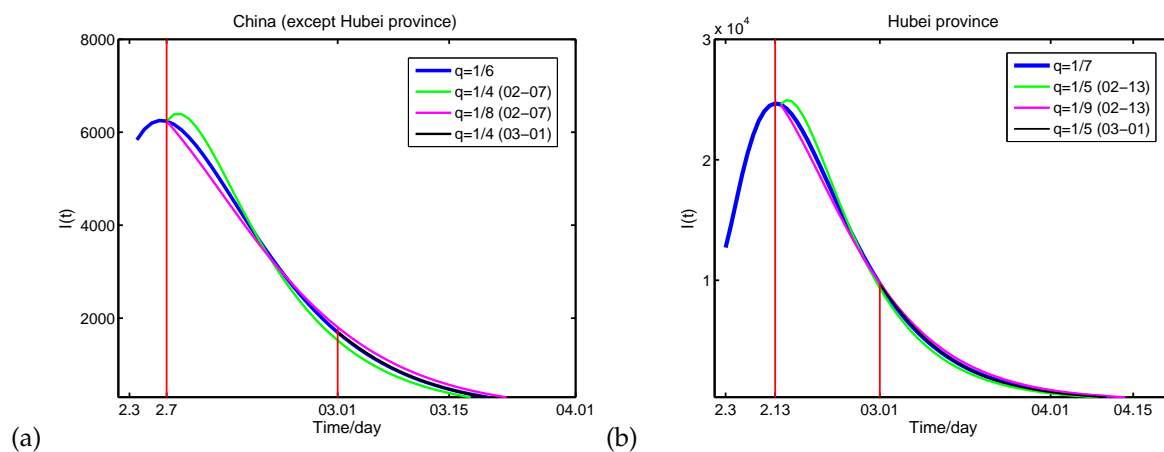 China (except Hubei province)
8000
6000
4000
2000
I(t)
q=1/6
q=1/4 (02−07)
q=1/8 (02−07)
q=1/4 (03−01)
2.3 2.7 03.01 03.15 04.01
Time/day
(a)
Hubei province
x 10^4
3
2
1
I(t)
q=1/7
q=1/5 (02−13)
q=1/9 (02−13)
q=1/5 (03−01)
2.3 2.13 03.01 04.01 04.15
Time/day
(b)